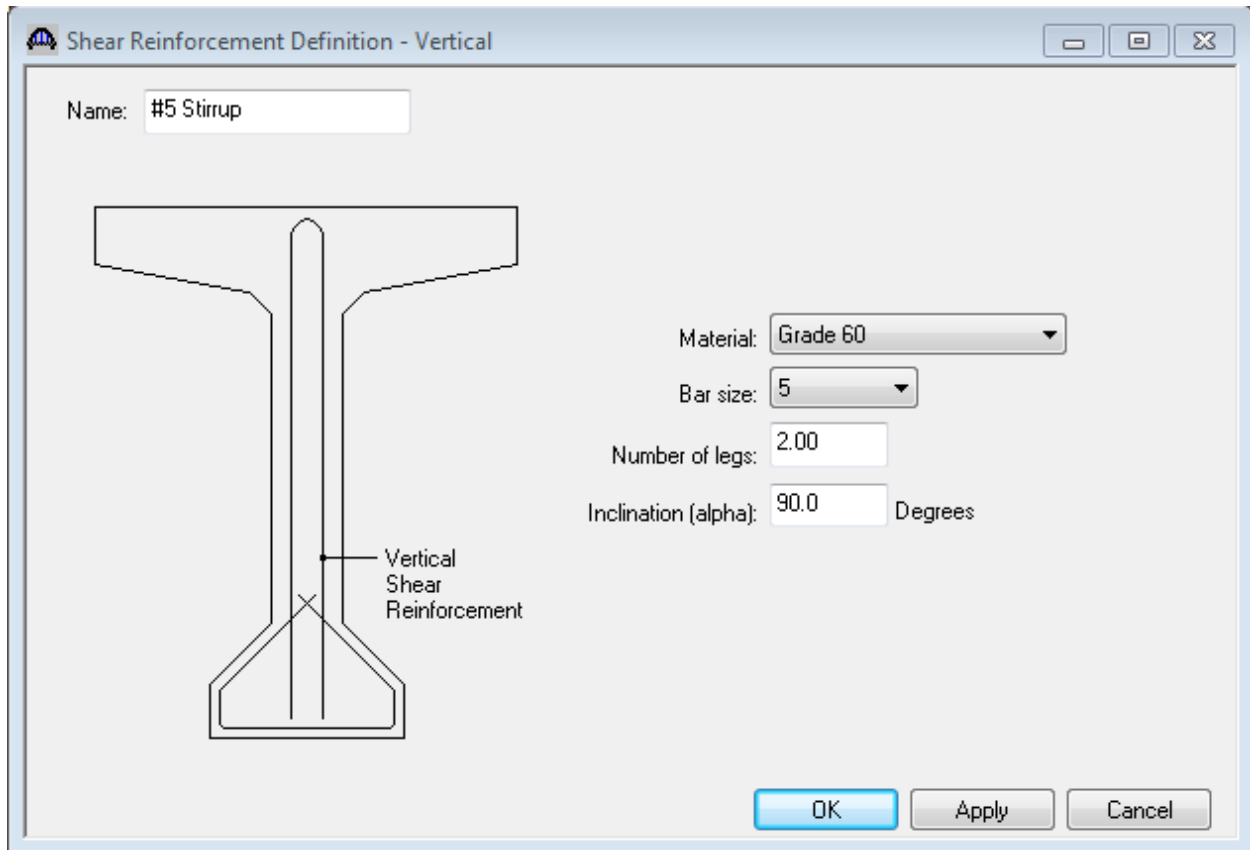 Shear Reinforcement Definition - Vertical
Name: #5 Stirrup
Material: Grade 60
Bar size: 5
Number of legs: 2.00
Inclination (alpha): 90.0 Degrees
Vertical
Shear
Reinforcement
OK Apply Cancel